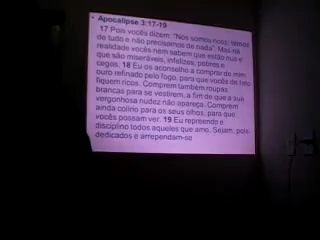 • Apocalipse 3:17-19
17 Pois vocês dizem: "Nós somos ricos, temos
de tudo e não precisamos de nada". Mas na
realidade vocês nem sabem que estão nus e
que são miseráveis, infelizes, pobres e
cegos. 18 Eu os aconselho a comprar de mim
ouro refinado pelo fogo, para que vocês de fato
fiquem ricos. Comprem também roupas
brancas para se vestirem, a fim de que a sua
vergonhosa nudez não apareça. Comprem
ainda colírio para os seus olhos, para que
vocês possam ver. 19 Eu repreendo e
disciplino todos aqueles que amo. Sejam, pois
dedicados e arrependam-se